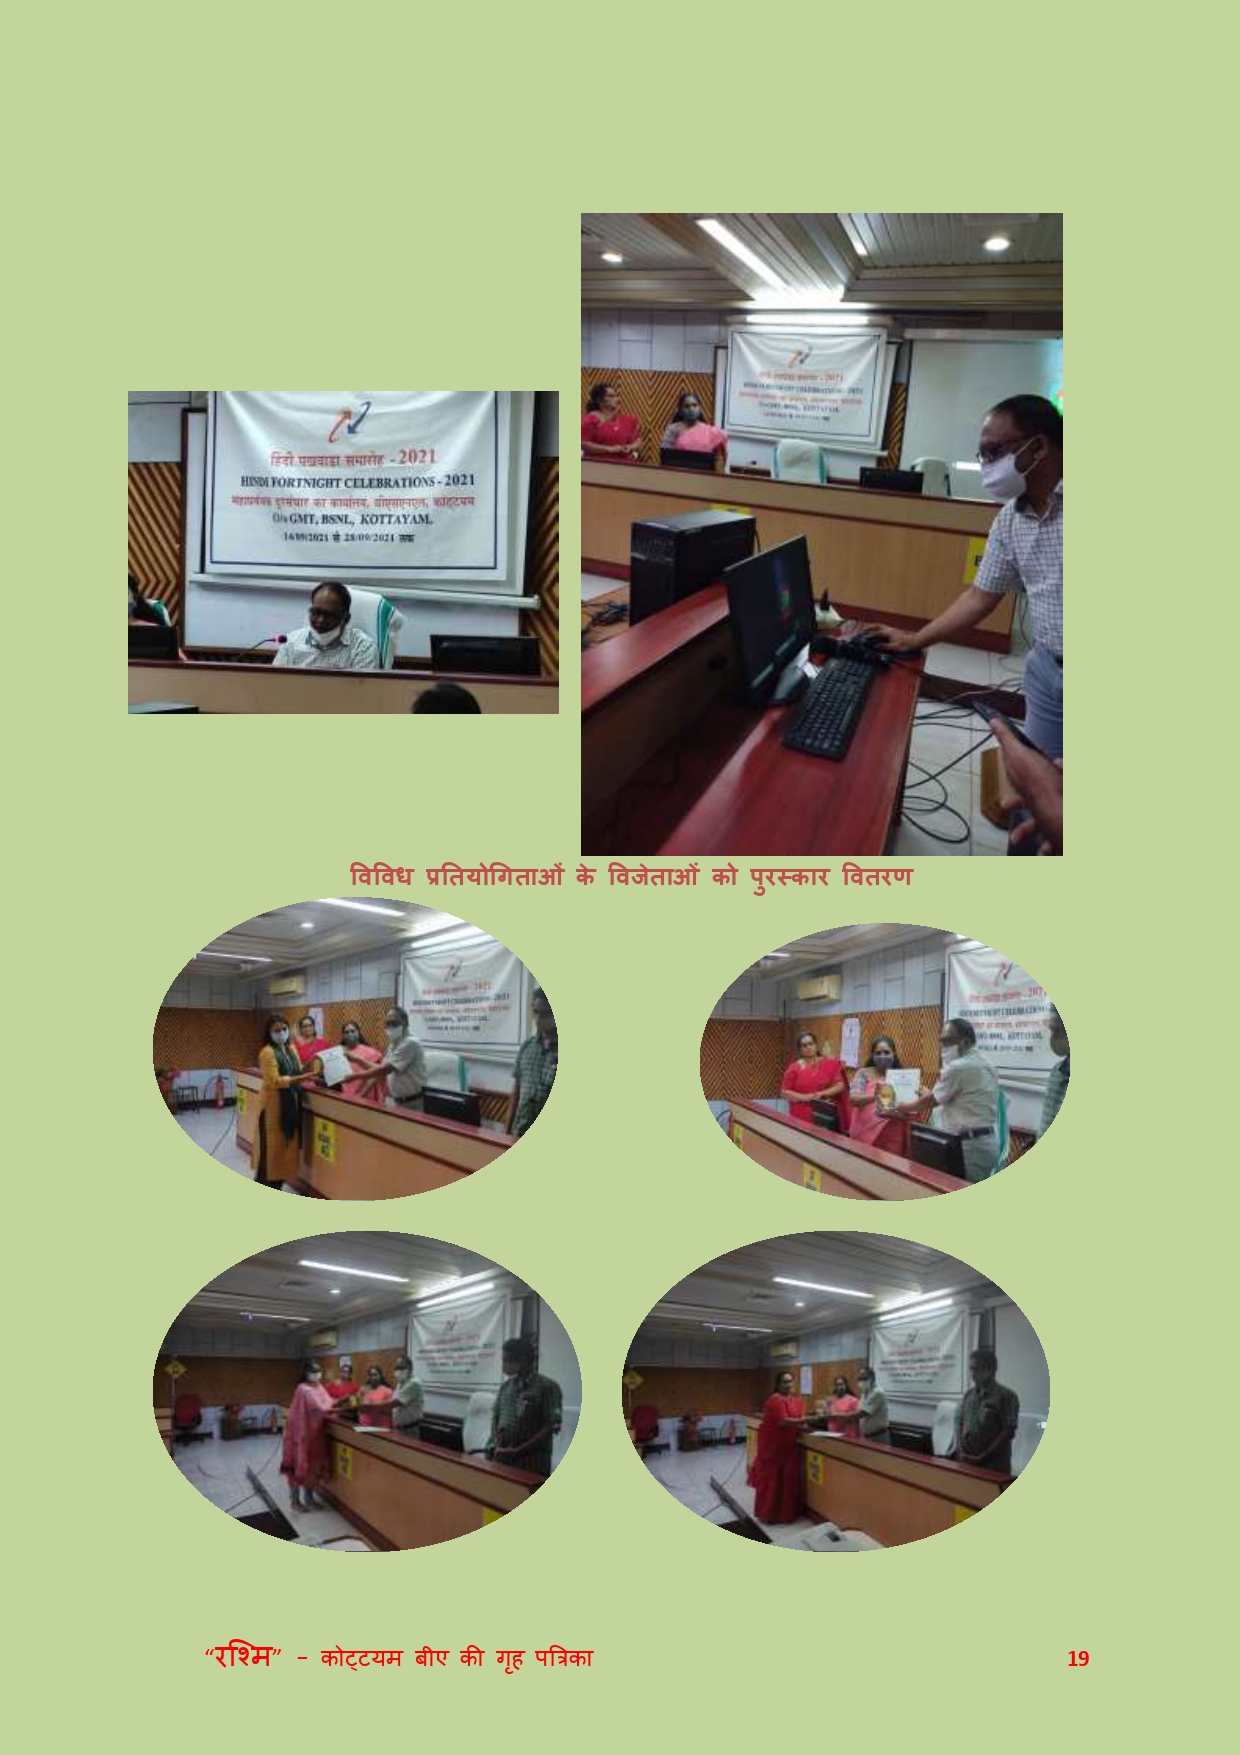 हिंदी पखवाडा समारोह - 2021
HINDI FORTNIGHT CELEBRATIONS - 2021
महाप्रबंधक दूरसंचार का कार्यालय, बीएसएनएल, कोट्टयम
O/o GMT, BSNL, KOTTAYAM.
14/09/2021 से 28/09/2021 तक
विविध प्रतियोगिताओं के विजेताओं को पुरस्कार वितरण
“रश्मि” – कोट्टयम बीए की गृह पत्रिका 19